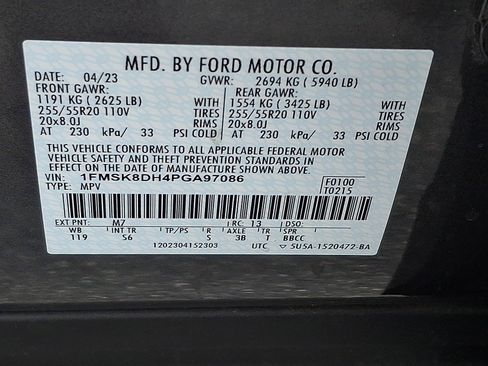 MFD. BY FORD MOTOR CO.
DATE: 04/23 GVWR: 2694 KG ( 5940 LB)
FRONT GAWR: REAR GAWR:
1191 KG ( 2625 LB) WITH 1554 KG ( 3425 LB) WITH
255/55R20 110V TIRES 255/55R20 110V TIRES
20x8.0J RIMS 20x8.0J RIMS
AT 230 kPa/ 33 PSI COLD AT 230 kPa/ 33 PSI COLD
THIS VEHICLE CONFORMS TO ALL APPLICABLE FEDERAL MOTOR
VEHICLE SAFETY AND THEFT PREVENTION STANDARDS IN EFFECT
ON THE DATE OF MANUFACTURE SHOWN ABOVE.
VIN: 1FMSK8DH4PGA97086 F0100
TYPE: MPV T0215
EXT PNT: M7 RC: 13 DSO:
WB INT TR TP/PS R AXLE TR SPR
119 S6 5 3B T BBCC
1202304152303 UTC ▽ 5U5A-1520472-BA